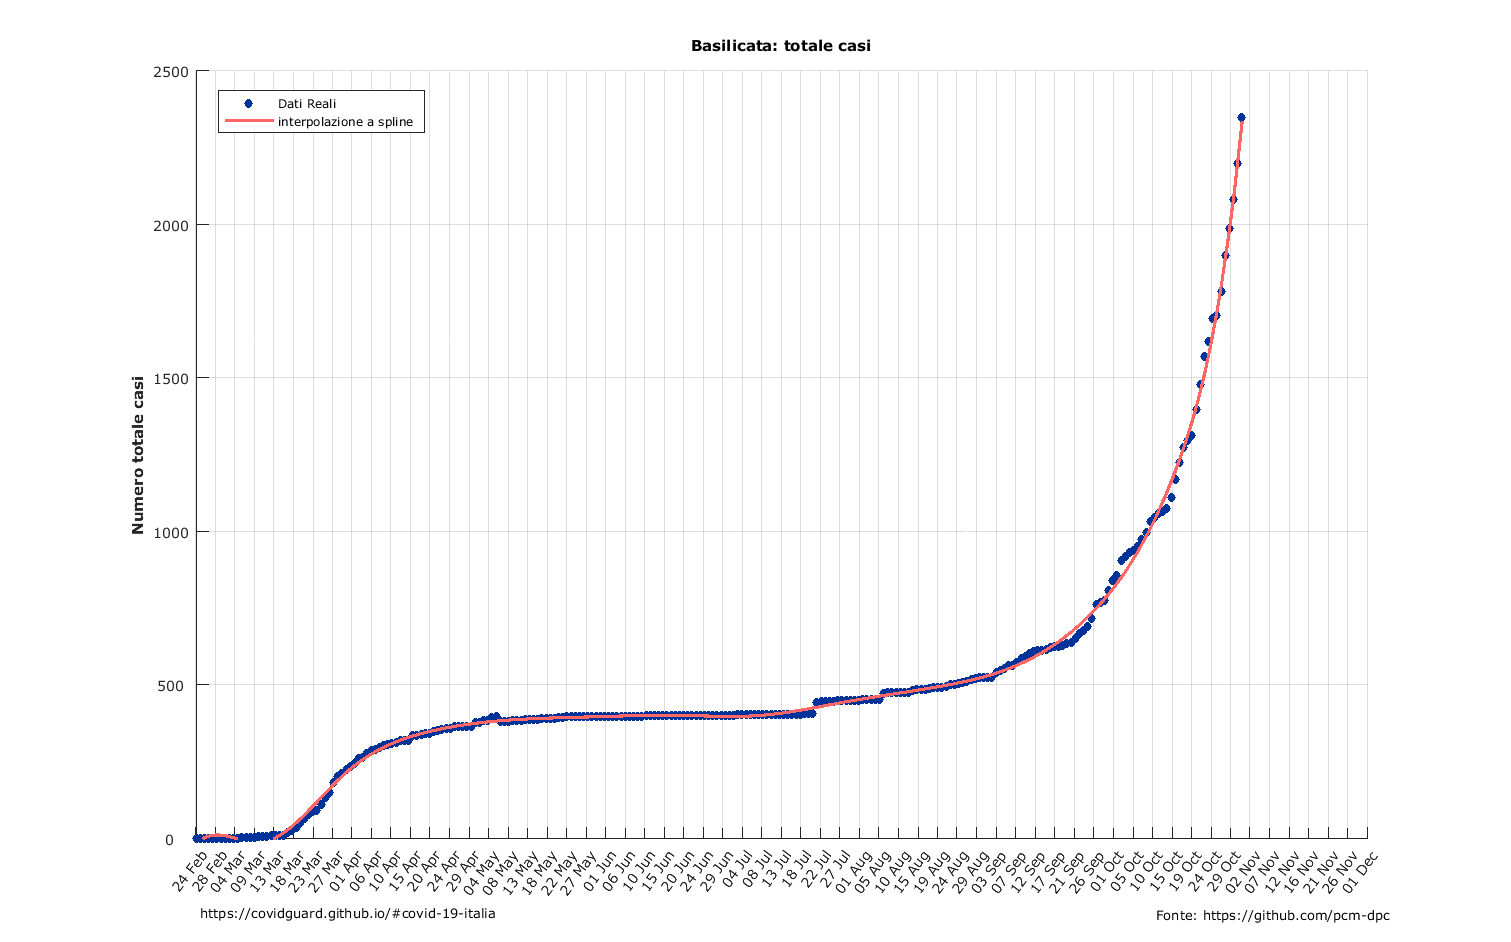 Basilicata: totale casi
2500
2000
1500
1000
500
0
Numero totale casi
Dati Reali
interpolazione a spline
24 Feb
28 Feb
04 Mar
09 Mar
13 Mar
18 Mar
23 Mar
27 Mar
01 Apr
06 Apr
10 Apr
15 Apr
20 Apr
24 Apr
29 Apr
04 May
08 May
13 May
18 May
22 May
27 May
01 Jun
06 Jun
10 Jun
15 Jun
20 Jun
24 Jun
29 Jun
04 Jul
08 Jul
13 Jul
18 Jul
22 Jul
27 Jul
01 Aug
05 Aug
10 Aug
15 Aug
19 Aug
24 Aug
29 Aug
03 Sep
07 Sep
12 Sep
17 Sep
21 Sep
26 Sep
01 Oct
05 Oct
10 Oct
15 Oct
19 Oct
24 Oct
29 Oct
02 Nov
07 Nov
12 Nov
16 Nov
21 Nov
26 Nov
01 Dec
https://covidguard.github.io/#covid-19-italia
Fonte: https://github.com/pcm-dpc